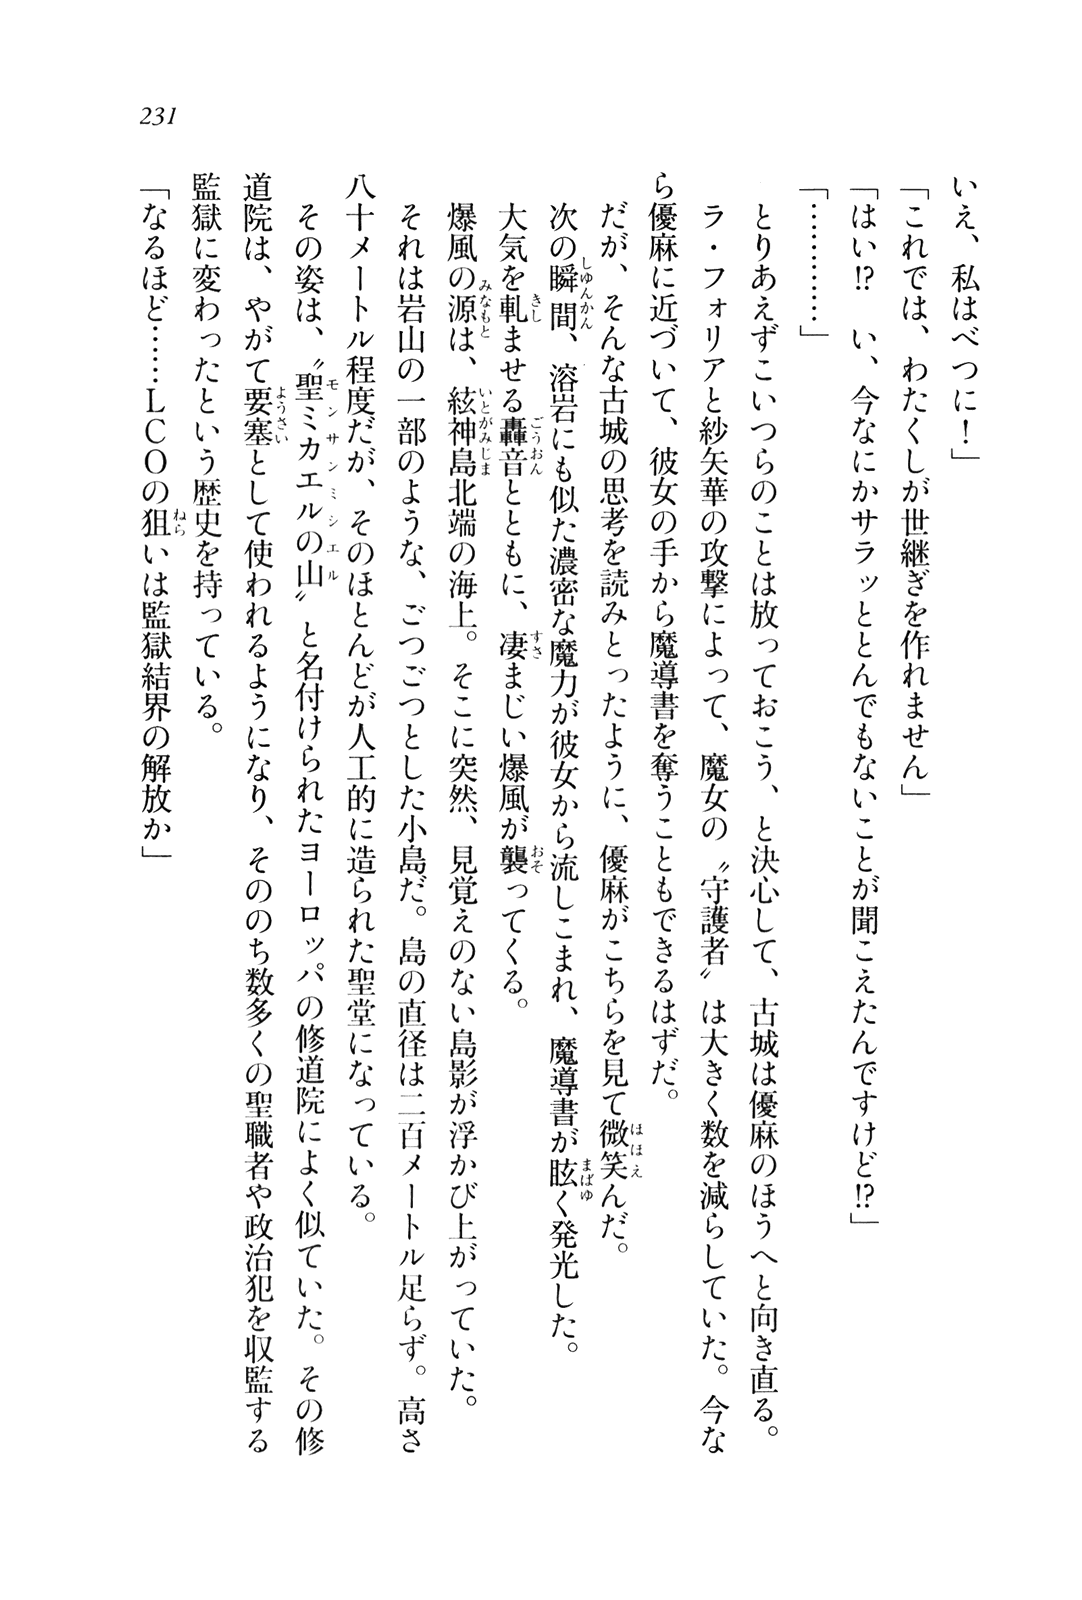 231
いえ、私はべつに！」
「これでは、わたくしが世継ぎを作れません」
「はい!?　い、今なにかサラッととんでもないことが聞こえたんですけど!?」
「…………」
　とりあえずこいつらのことは放っておこう、と決心して、古城は優麻のほうへと向き直る。
　ラ・フォリアと紗矢華の攻撃によって、魔女の〝守護者〟は大きく数を減らしていた。今な
ら優麻に近づいて、彼女の手から魔導書を奪うこともできるはずだ。
　だが、そんな古城の思考を読みとったように、優麻がこちらを見て微笑んだ。
　次の瞬間、溶岩にも似た濃密な魔力が彼女から流しこまれ、魔導書が眩く発光した。
　大気を軋ませる轟音とともに、凄まじい爆風が襲ってくる。
　爆風の源は、絃神島北端の海上。そこに突然、見覚えのない島影が浮かび上がっていた。
　それは岩山の一部のような、ごつごつとした小島だ。島の直径は二百メートル足らず。高さ
八十メートル程度だが、そのほとんどが人工的に造られた聖堂になっている。
　その姿は、〝聖ミカエルの山〟と名付けられたヨーロッパの修道院によく似ていた。その修
道院は、やがて要塞として使われるようになり、そののち数多くの聖職者や政治犯を収監する
監獄に変わったという歴史を持っている。
「なるほど……ＬＣＯの狙いは監獄結界の解放か」